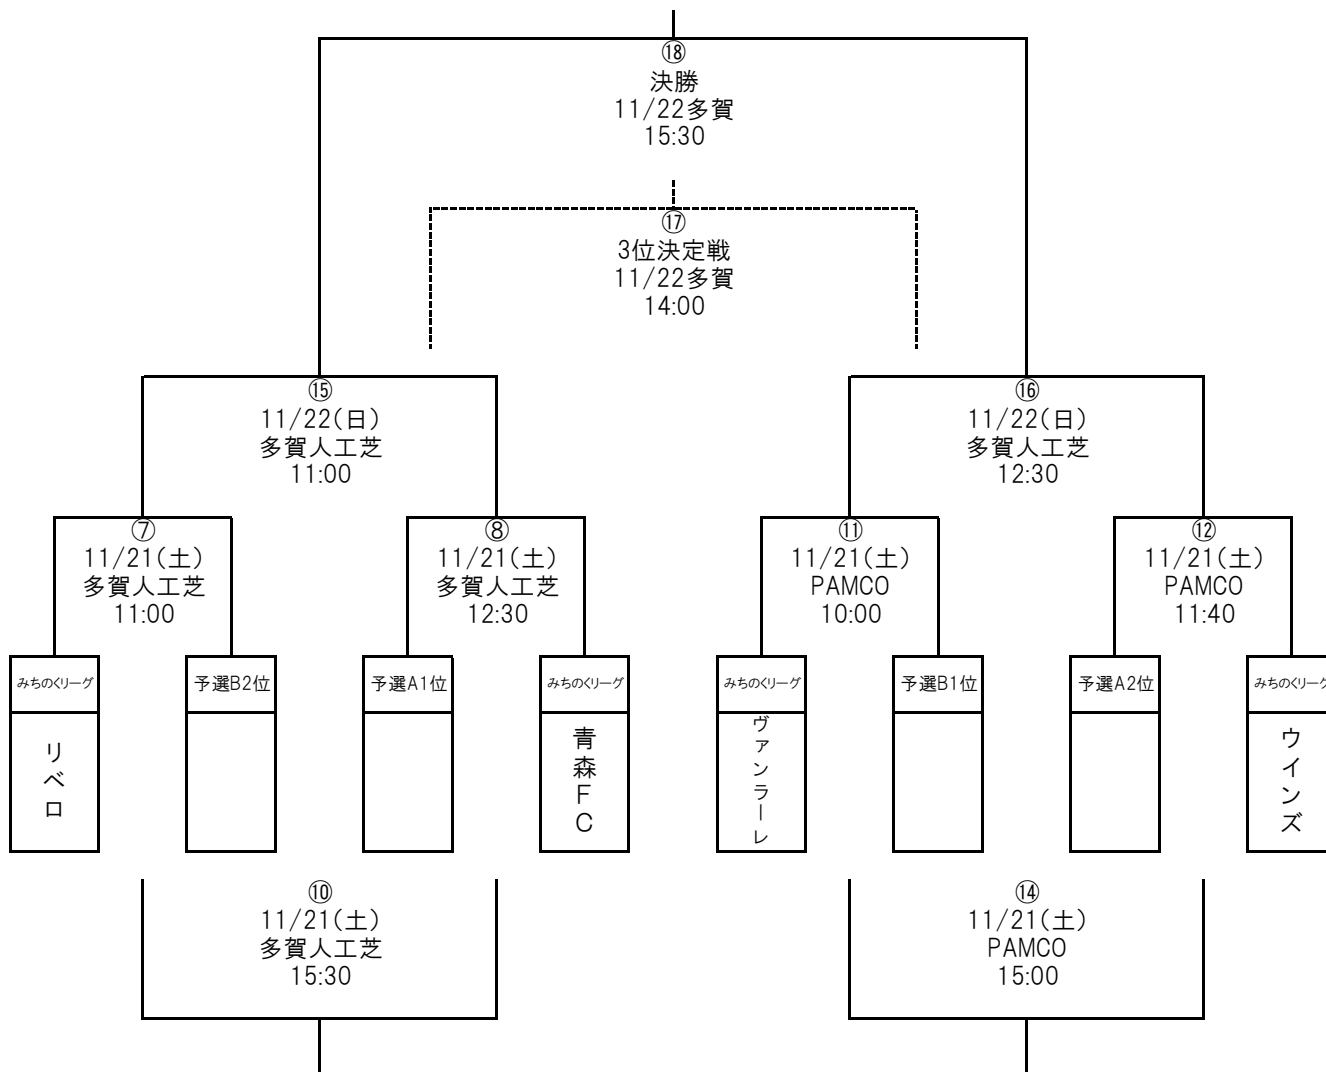 ⑱
決勝
11/22多賀
15:30
⑰
3位決定戦
11/22多賀
14:00
⑮
11/22(日)
多賀人工芝
11:00
⑯
11/22(日)
多賀人工芝
12:30
⑦
11/21(土)
多賀人工芝
11:00
⑧
11/21(土)
多賀人工芝
12:30
⑪
11/21(土)
PAMCO
10:00
⑫
11/21(土)
PAMCO
11:40
みちのくリーグ
予選B2位
予選A1位
みちのくリーグ
みちのくリーグ
予選B1位
予選A2位
みちのくリーグ
リベロ
青森FC
ヴァンラーレ
ウインズ
⑩
11/21(土)
多賀人工芝
15:30
⑭
11/21(土)
PAMCO
15:00